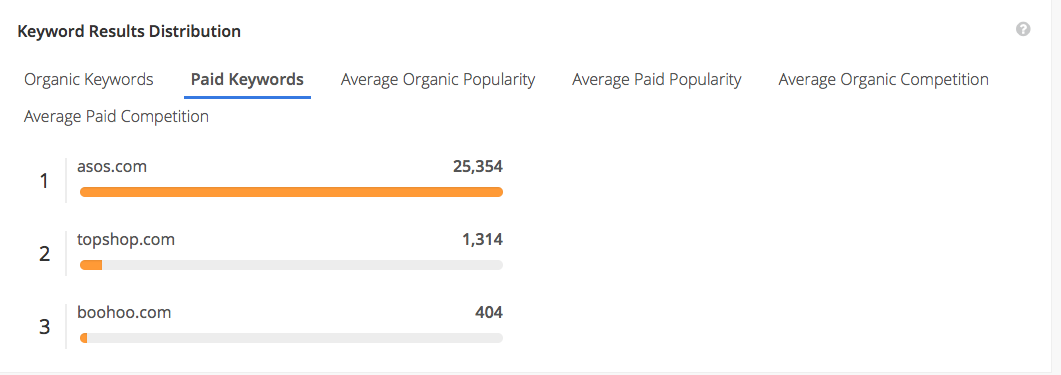 Keyword Results Distribution
?
Organic Keywords Paid Keywords Average Organic Popularity Average Paid Popularity Average Organic Competition
Average Paid Competition
1 asos.com 25,354
2 topshop.com 1,314
3 boohoo.com 404